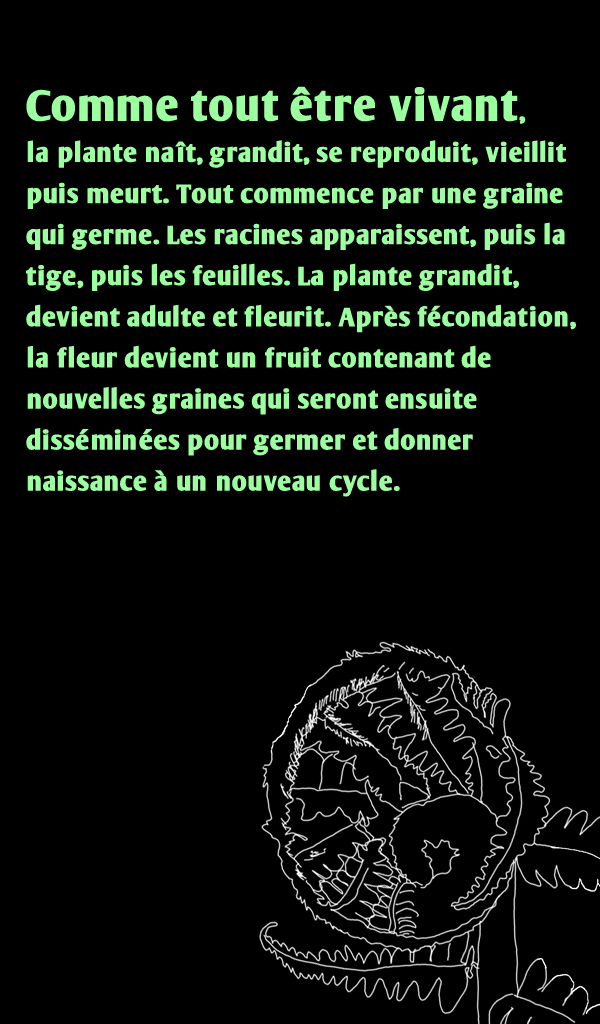 Comme tout être vivant,
la plante naît, grandit, se reproduit, vieillit
puis meurt. Tout commence par une graine
qui germe. Les racines apparaissent, puis la
tige, puis les feuilles. La plante grandit,
devient adulte et fleurit. Après fécondation,
la fleur devient un fruit contenant de
nouvelles graines qui seront ensuite
disséminées pour germer et donner
naissance à un nouveau cycle.